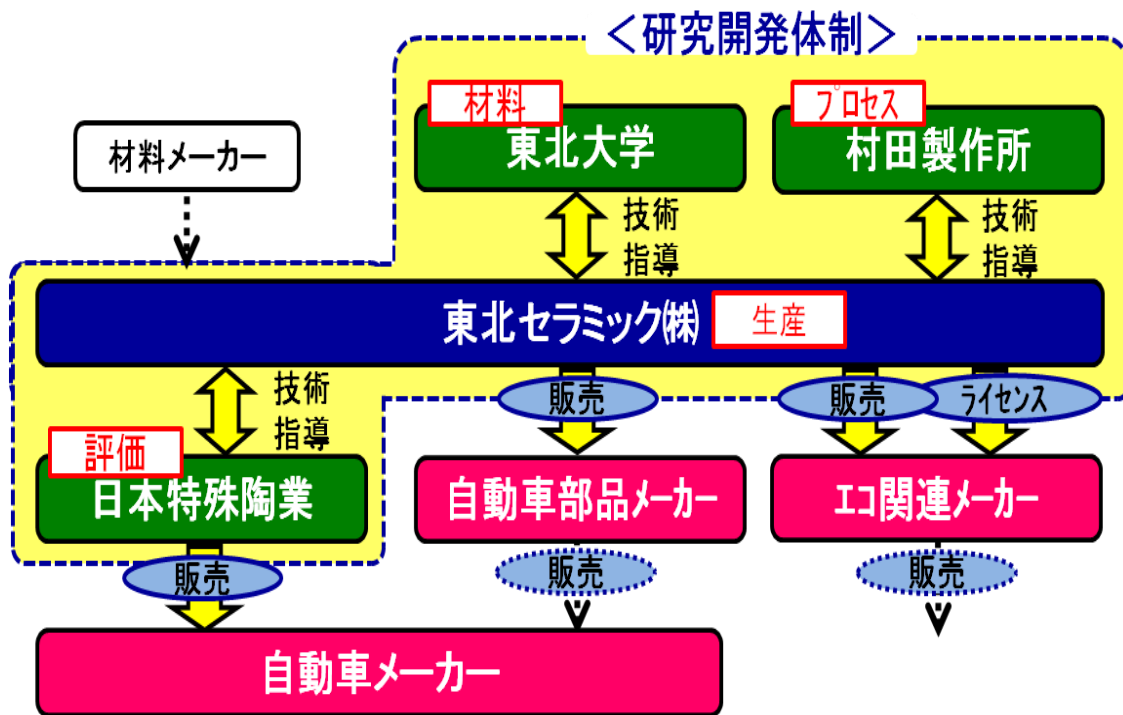 ＜研究開発体制＞
材料
東北大学
プロセス
村田製作所
材料メーカー
技術
指導
技術
指導
東北セラミック㈱
生産
技術
指導
販売
販売
ライセンス
評価
日本特殊陶業
自動車部品メーカー
エコ関連メーカー
販売
販売
販売
自動車メーカー